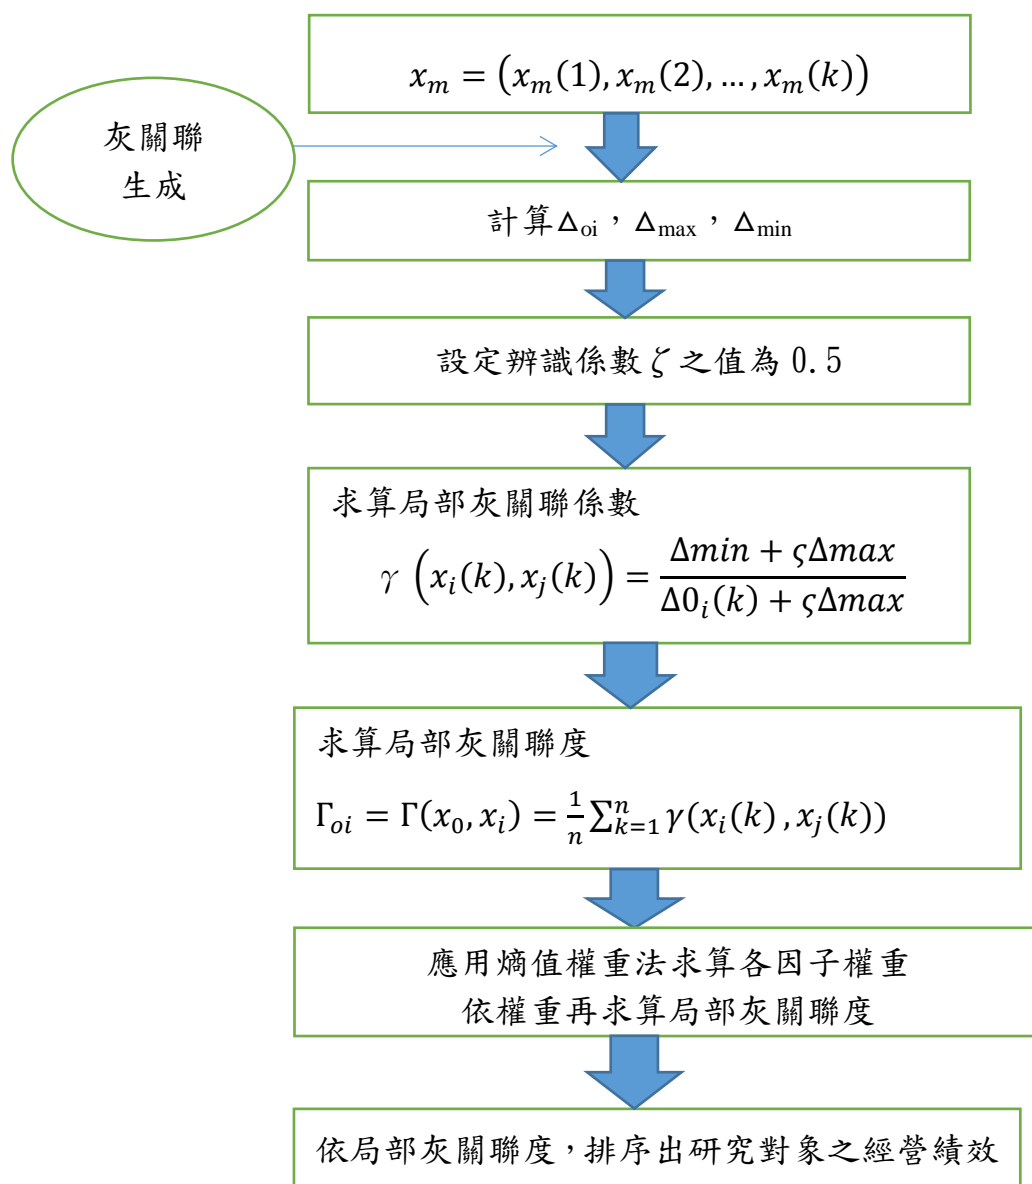 x_m = (x_m(1), x_m(2), … , x_m(k))
灰關聯
生成
計算Δ_oi，Δ_max，Δ_min
設定辨識係數ζ之值為 0.5
求算局部灰關聯係數
γ (x_i(k), x_j(k)) = (Δmin + ςΔmax) / (Δ0_i(k) + ςΔmax)
求算局部灰關聯度
Γ_oi = Γ(x_0, x_i) = 1/n ∑_{k=1}^{n} γ(x_i(k) , x_j(k))
應用熵值權重法求算各因子權重
依權重再求算局部灰關聯度
依局部灰關聯度，排序出研究對象之經營績效